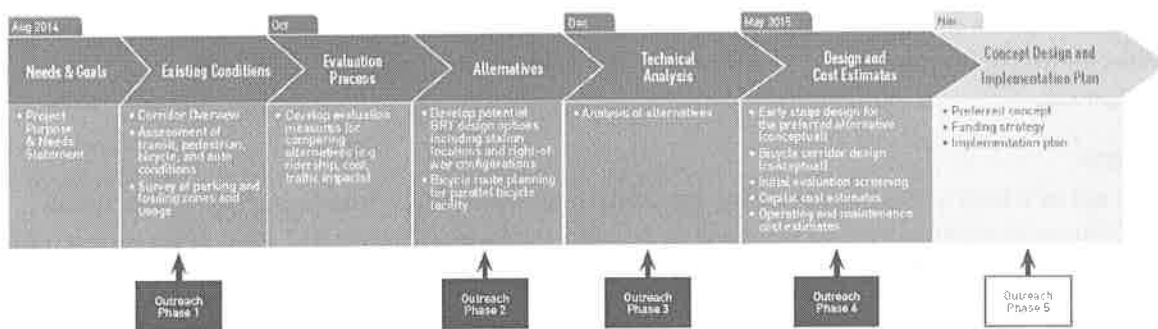 Aug 2014
Oct
Dec
May 2015
Nov
Needs & Goals
Existing Conditions
Evaluation
Process
Alternatives
Technical
Analysis
Design and
Cost Estimates
Concept Design and
Implementation Plan
• Project
Purpose
& Needs
Statement
• Corridor Overview
• Assessment of
transit, pedestrian,
bicycle, and auto
conditions
• Survey of parking and
loading zones and
usage
• Develop evaluation
measures for
comparing
alternatives (e.g.
ridership, cost,
traffic impacts)
• Develop potential
BRT design options
including station
locations and right-of
way configurations
• Bicycle route planning
for parallel bicycle
facility
• Analysis of alternatives
• Early stage design for
the preferred alternative
(conceptual)
• Bicycle corridor design
(conceptual)
• Initial evaluation screening
• Capital cost estimates
• Operating and maintenance
cost estimates
• Preferred concept
• Funding strategy
• Implementation plan
Outreach
Phase 1
Outreach
Phase 2
Outreach
Phase 3
Outreach
Phase 4
Outreach
Phase 5